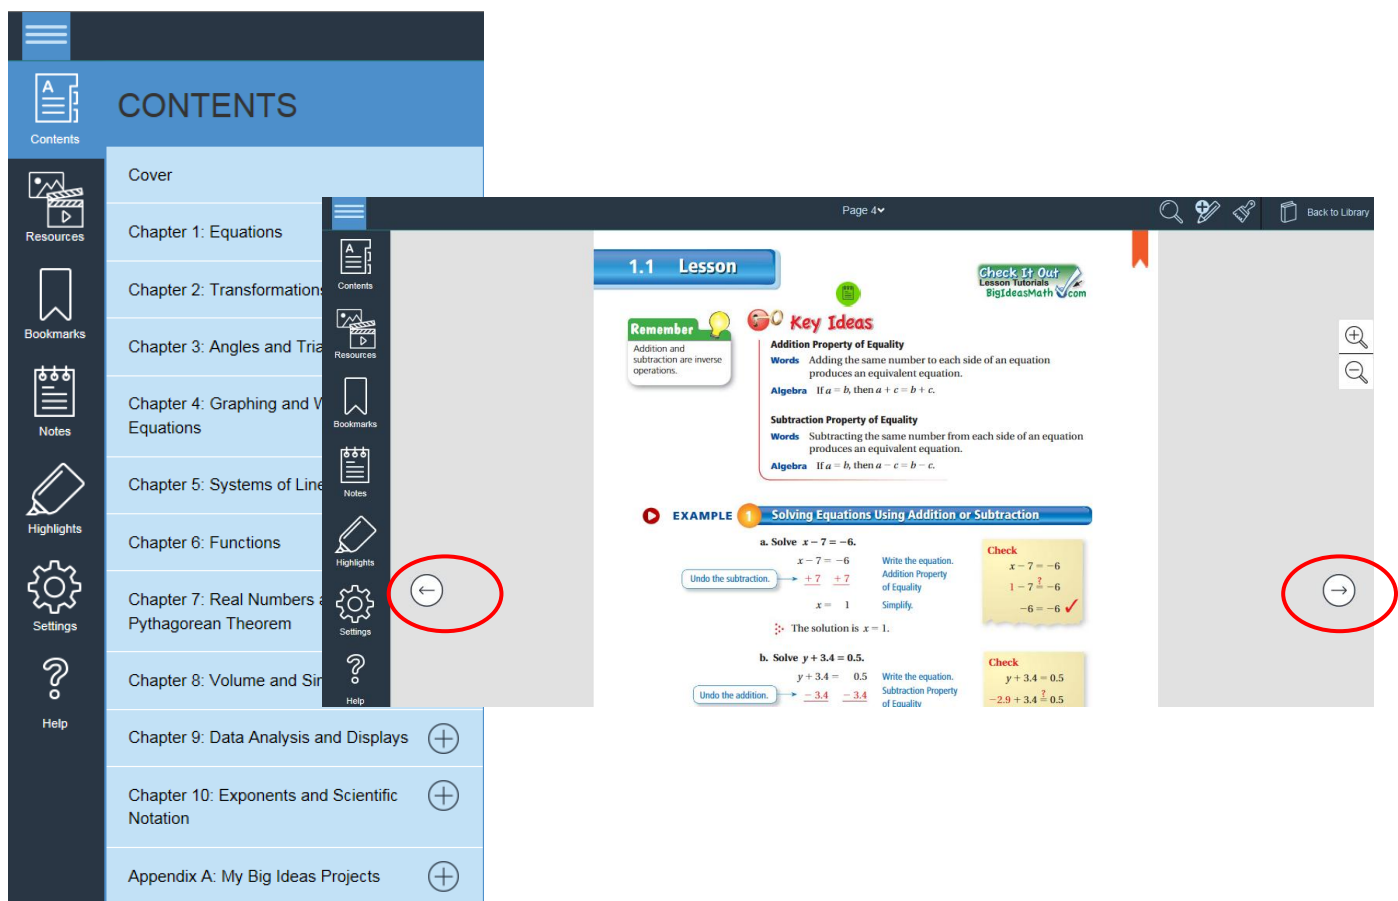 Contents
CONTENTS
Resources
Bookmarks
Notes
Highlights
Settings
Help
Cover
Chapter 1: Equations
Chapter 2: Transformations
Chapter 3: Angles and Tria
Chapter 4: Graphing and W
Equations
Chapter 5: Systems of Line
Chapter 6: Functions
Chapter 7: Real Numbers a
Pythagorean Theorem
Chapter 8: Volume and Sim
Chapter 9: Data Analysis and Displays
Chapter 10: Exponents and Scientific
Notation
Appendix A: My Big Ideas Projects
Page 4
Back to Library
Contents
Resources
Bookmarks
Notes
Highlights
Settings
Help
1.1 Lesson
Check It Out
Lesson Tutorials
BigIdeasMath.com
Remember
Addition and
subtraction are inverse
operations.
Key Ideas
Addition Property of Equality
Words Adding the same number to each side of an equation
produces an equivalent equation.
Algebra If a = b, then a + c = b + c.
Subtraction Property of Equality
Words Subtracting the same number from each side of an equation
produces an equivalent equation.
Algebra If a = b, then a − c = b − c.
EXAMPLE 1 Solving Equations Using Addition or Subtraction
a. Solve x − 7 = −6.
x − 7 = −6 Write the equation.
Undo the subtraction. + 7 + 7 Addition Property
of Equality
x = 1 Simplify.
The solution is x = 1.
Check
x − 7 = −6
1 − 7 ≟ −6
−6 = −6 ✓
b. Solve y + 3.4 = 0.5.
y + 3.4 = 0.5 Write the equation.
Undo the addition. − 3.4 − 3.4 Subtraction Property
of Equality
Check
y + 3.4 = 0.5
−2.9 + 3.4 ≟ 0.5